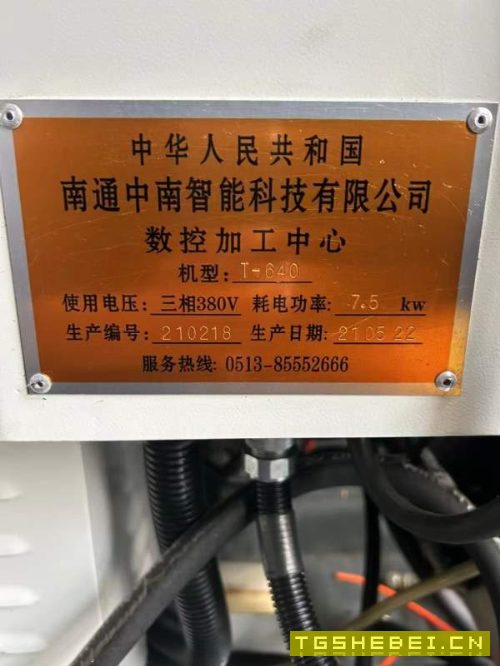 中华人民共和国
南通中南智能科技有限公司
数控加工中心
机型: T-640
使用电压: 三相380V 耗电功率: 7.5 kw
生产编号: 210218 生产日期: 210522
服务热线: 0513-85552666
TGSHEBEI.CN